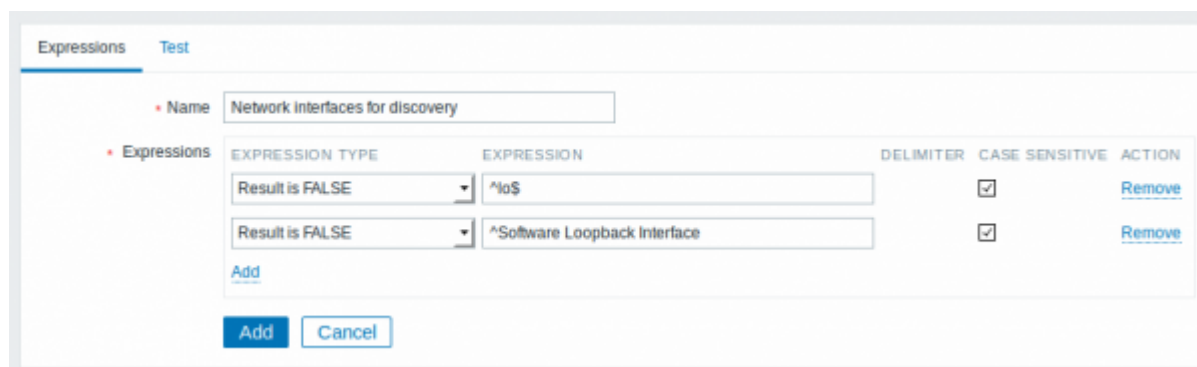 Expressions Test
* Name Network interfaces for discovery
* Expressions EXPRESSION TYPE EXPRESSION DELIMITER CASE SENSITIVE ACTION
Result is FALSE ^lo$ Remove
Result is FALSE ^Software Loopback Interface Remove
Add
Add Cancel